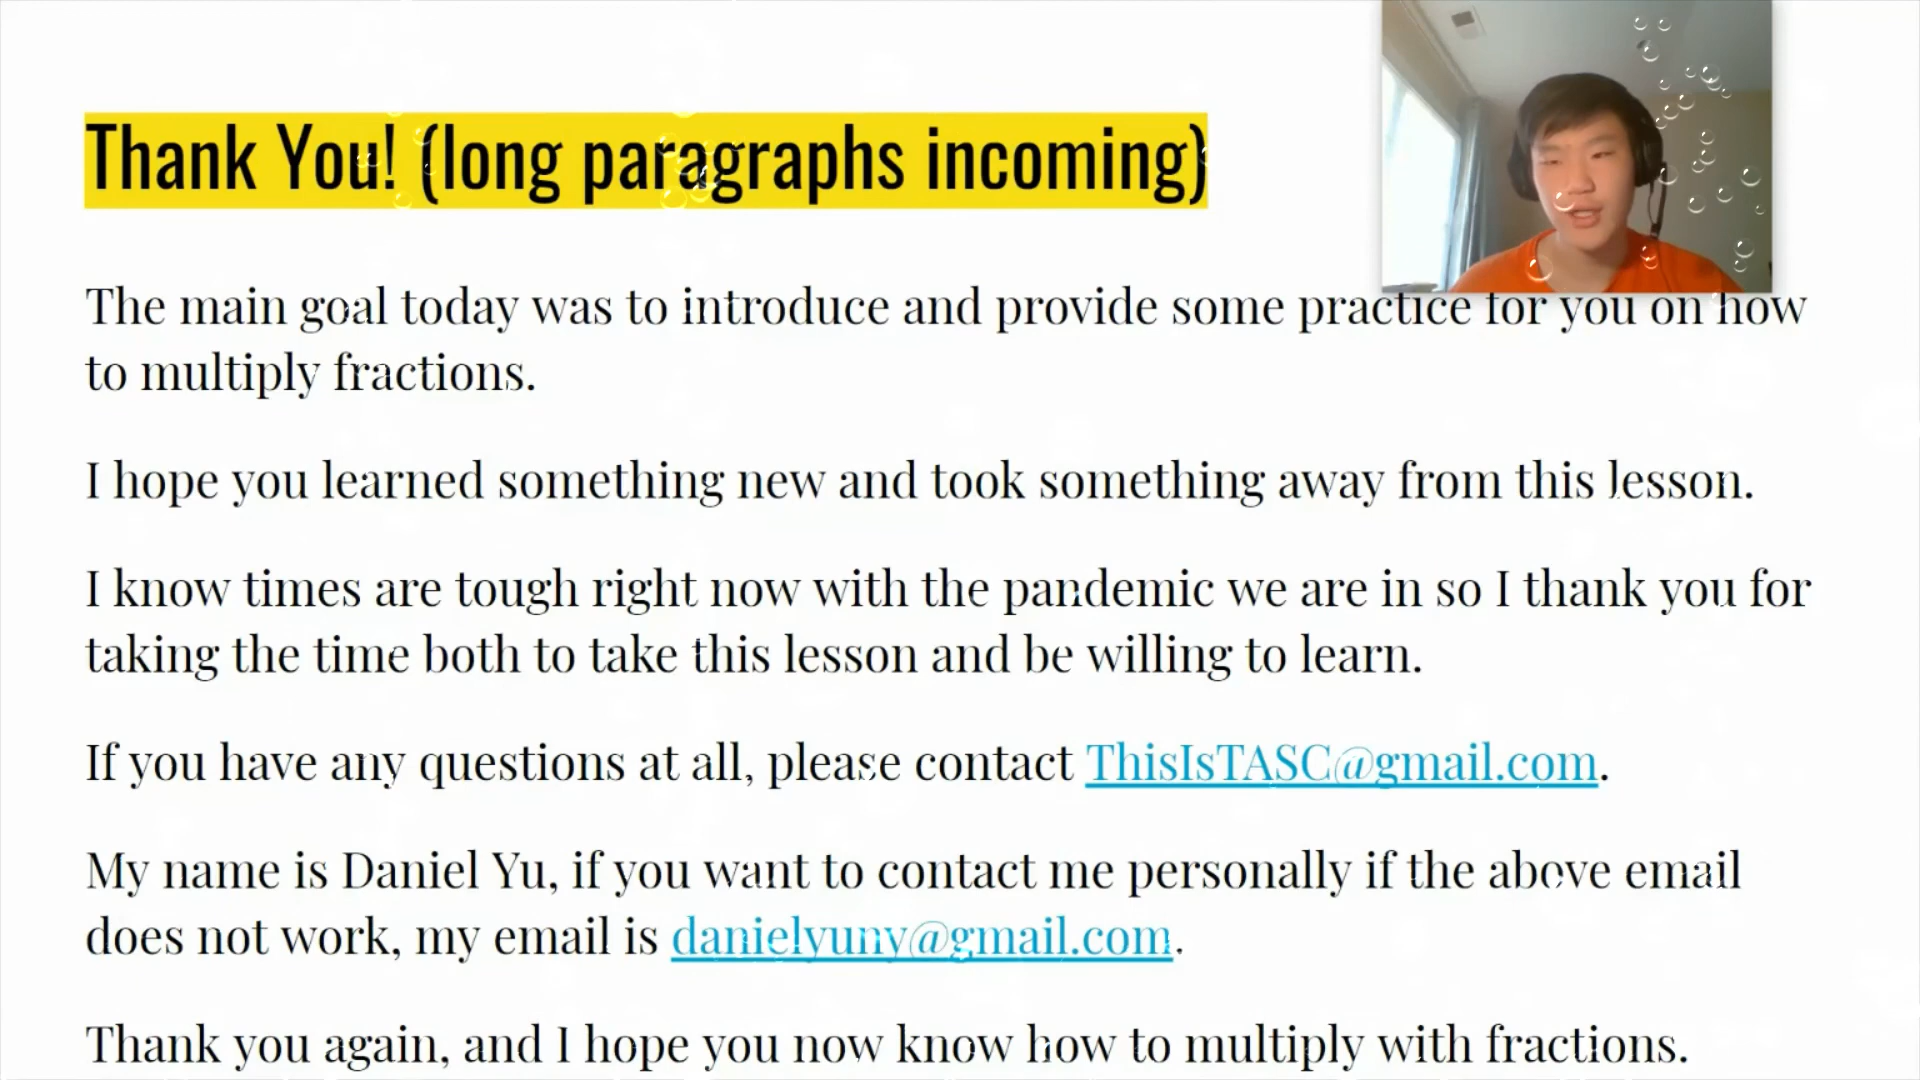 Thank You! (long paragraphs incoming)
The main goal today was to introduce and provide some practice for you on how
to multiply fractions.
I hope you learned something new and took something away from this lesson.
I know times are tough right now with the pandemic we are in so I thank you for
taking the time both to take this lesson and be willing to learn.
If you have any questions at all, please contact ThisIsTASC@gmail.com.
My name is Daniel Yu, if you want to contact me personally if the above email
does not work, my email is danielyuny@gmail.com.
Thank you again, and I hope you now know how to multiply with fractions.